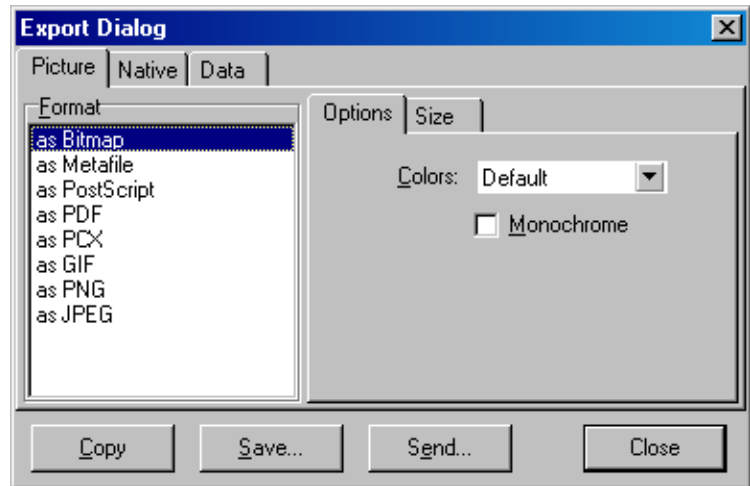 Export Dialog
Picture Native Data
Format
as Bitmap
as Metafile
as PostScript
as PDF
as PCX
as GIF
as PNG
as JPEG
Options Size
Colors: Default
Monochrome
Copy Save... Send... Close